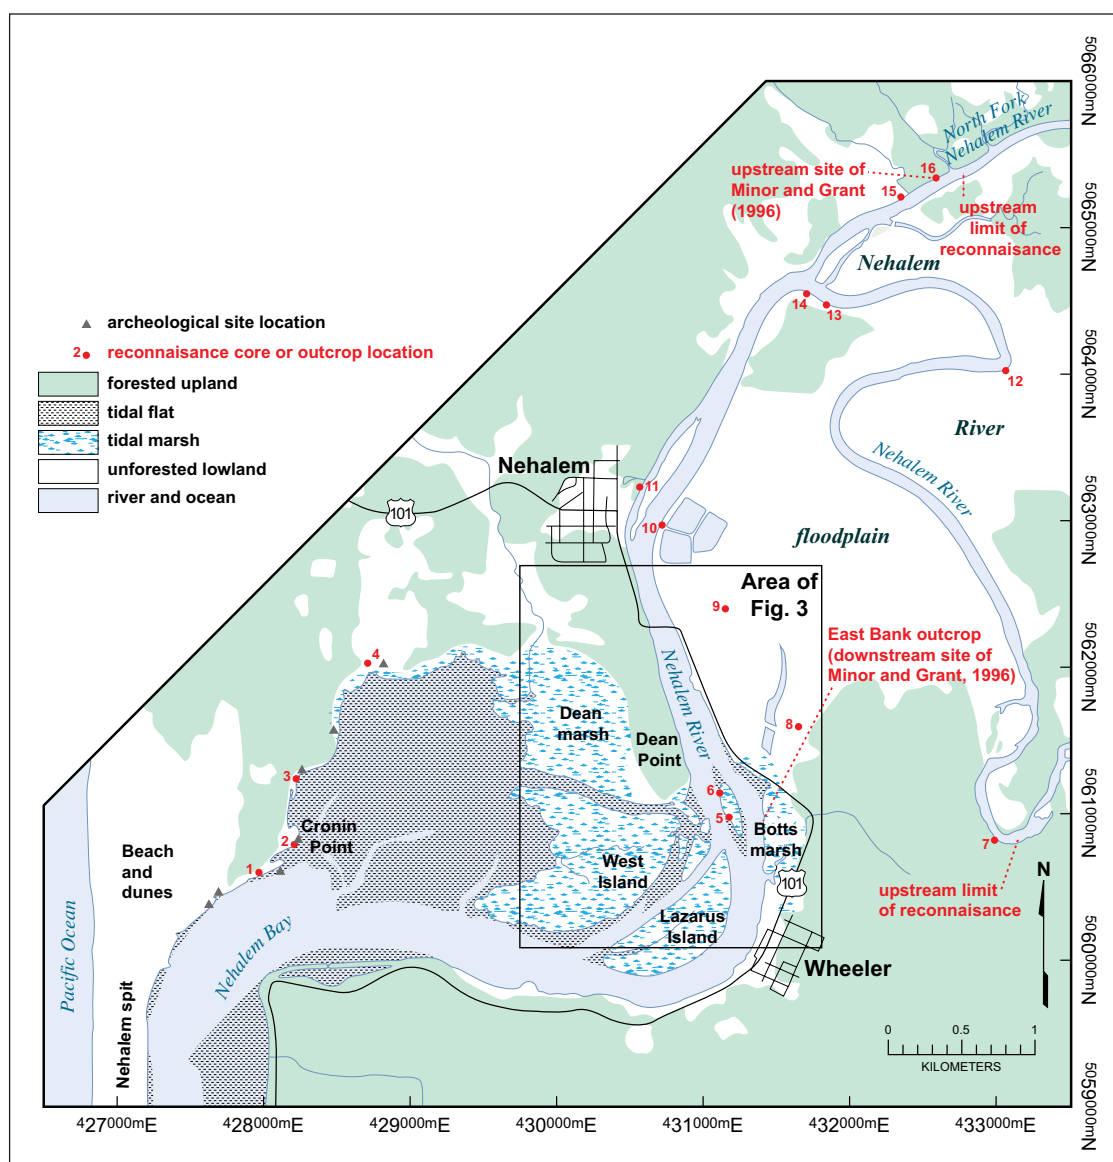 North Fork
Nehalem River
16
upstream site of
Minor and Grant
(1996)
15
upstream
limit of
reconnaisance
Nehalem
14
13
12
River
Nehalem River
floodplain
archeological site location
2
reconnaisance core or outcrop location
forested upland
tidal flat
tidal marsh
unforested lowland
river and ocean
Nehalem
101
11
10
Area of
Fig. 3
9
East Bank outcrop
(downstream site of
Minor and Grant, 1996)
8
4
Nehalem River
Dean
marsh
Dean
Point
3
6
5
Botts
marsh
7
2
Cronin
Point
1
Beach
and
dunes
West
Island
101
upstream limit
of reconnaisance
N
Lazarus
Island
Wheeler
Nehalem Bay
Pacific Ocean
Nehalem spit
0 0.5 1
KILOMETERS
427000mE 428000mE 429000mE 430000mE 431000mE 432000mE 433000mE
5066000mN
5065000mN
5064000mN
5063000mN
5062000mN
5061000mN
5060000mN
5059000mN